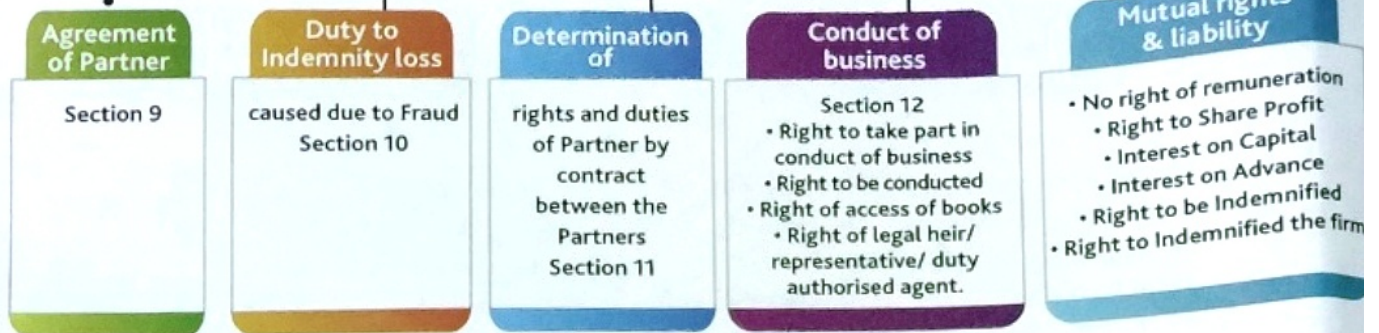 Agreement
of Partner
Section 9
Duty to
Indemnity loss
caused due to Fraud
Section 10
Determination
of
rights and duties
of Partner by
contract
between the
Partners
Section 11
Conduct of
business
Section 12
• Right to take part in
conduct of business
• Right to be conducted
• Right of access of books
• Right of legal heir/
representative/ duty
authorised agent.
Mutual rights
& liability
• No right of remuneration
• Right to Share Profit
• Interest on Capital
• Interest on Advance
• Right to be Indemnified
• Right to Indemnified the firm